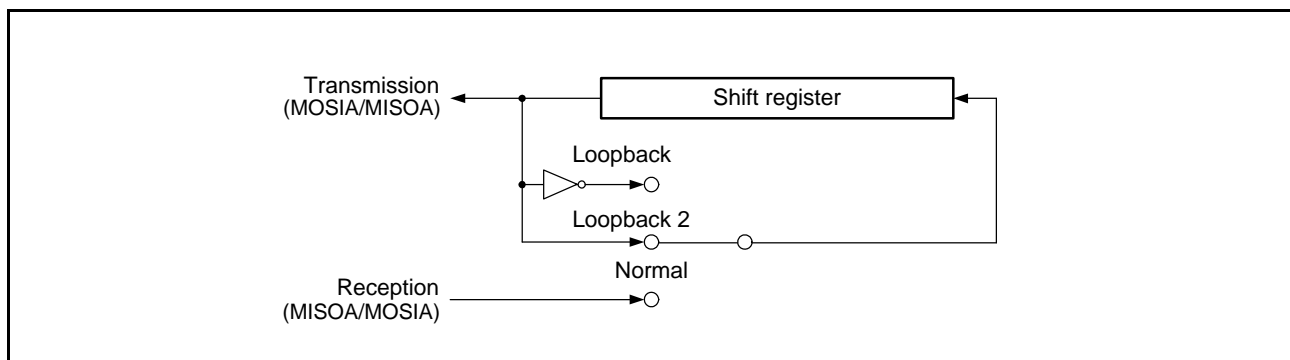 Transmission
(MOSIA/MISOA)
Shift register
Loopback
Loopback 2
Normal
Reception
(MISOA/MOSIA)